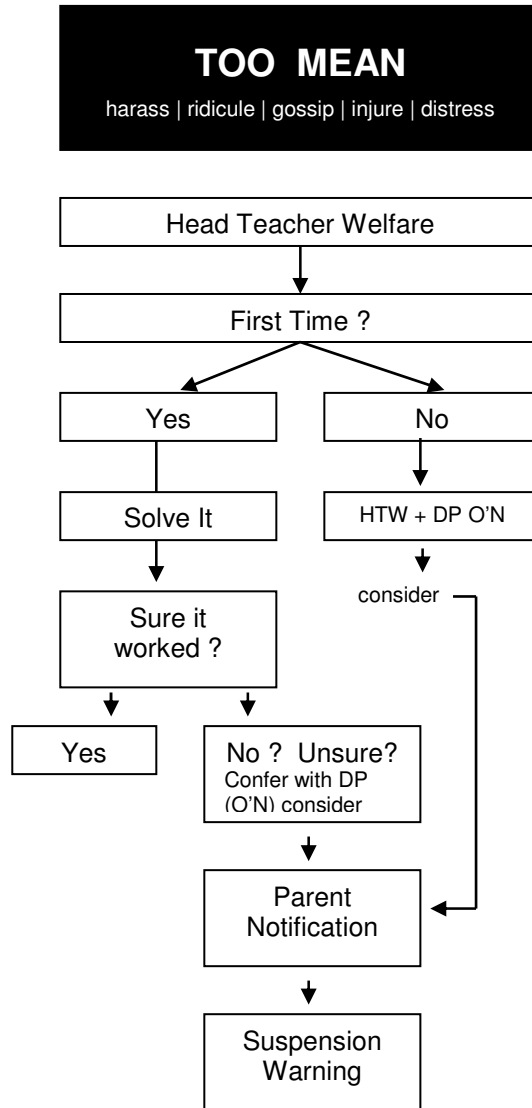 TOO MEAN
harass | ridicule | gossip | injure | distress
Head Teacher Welfare
First Time ?
Yes
No
Solve It
HTW + DP O'N
consider
Sure it
worked ?
Yes
No ? Unsure?
Confer with DP
(O'N) consider
Parent
Notification
Suspension
Warning